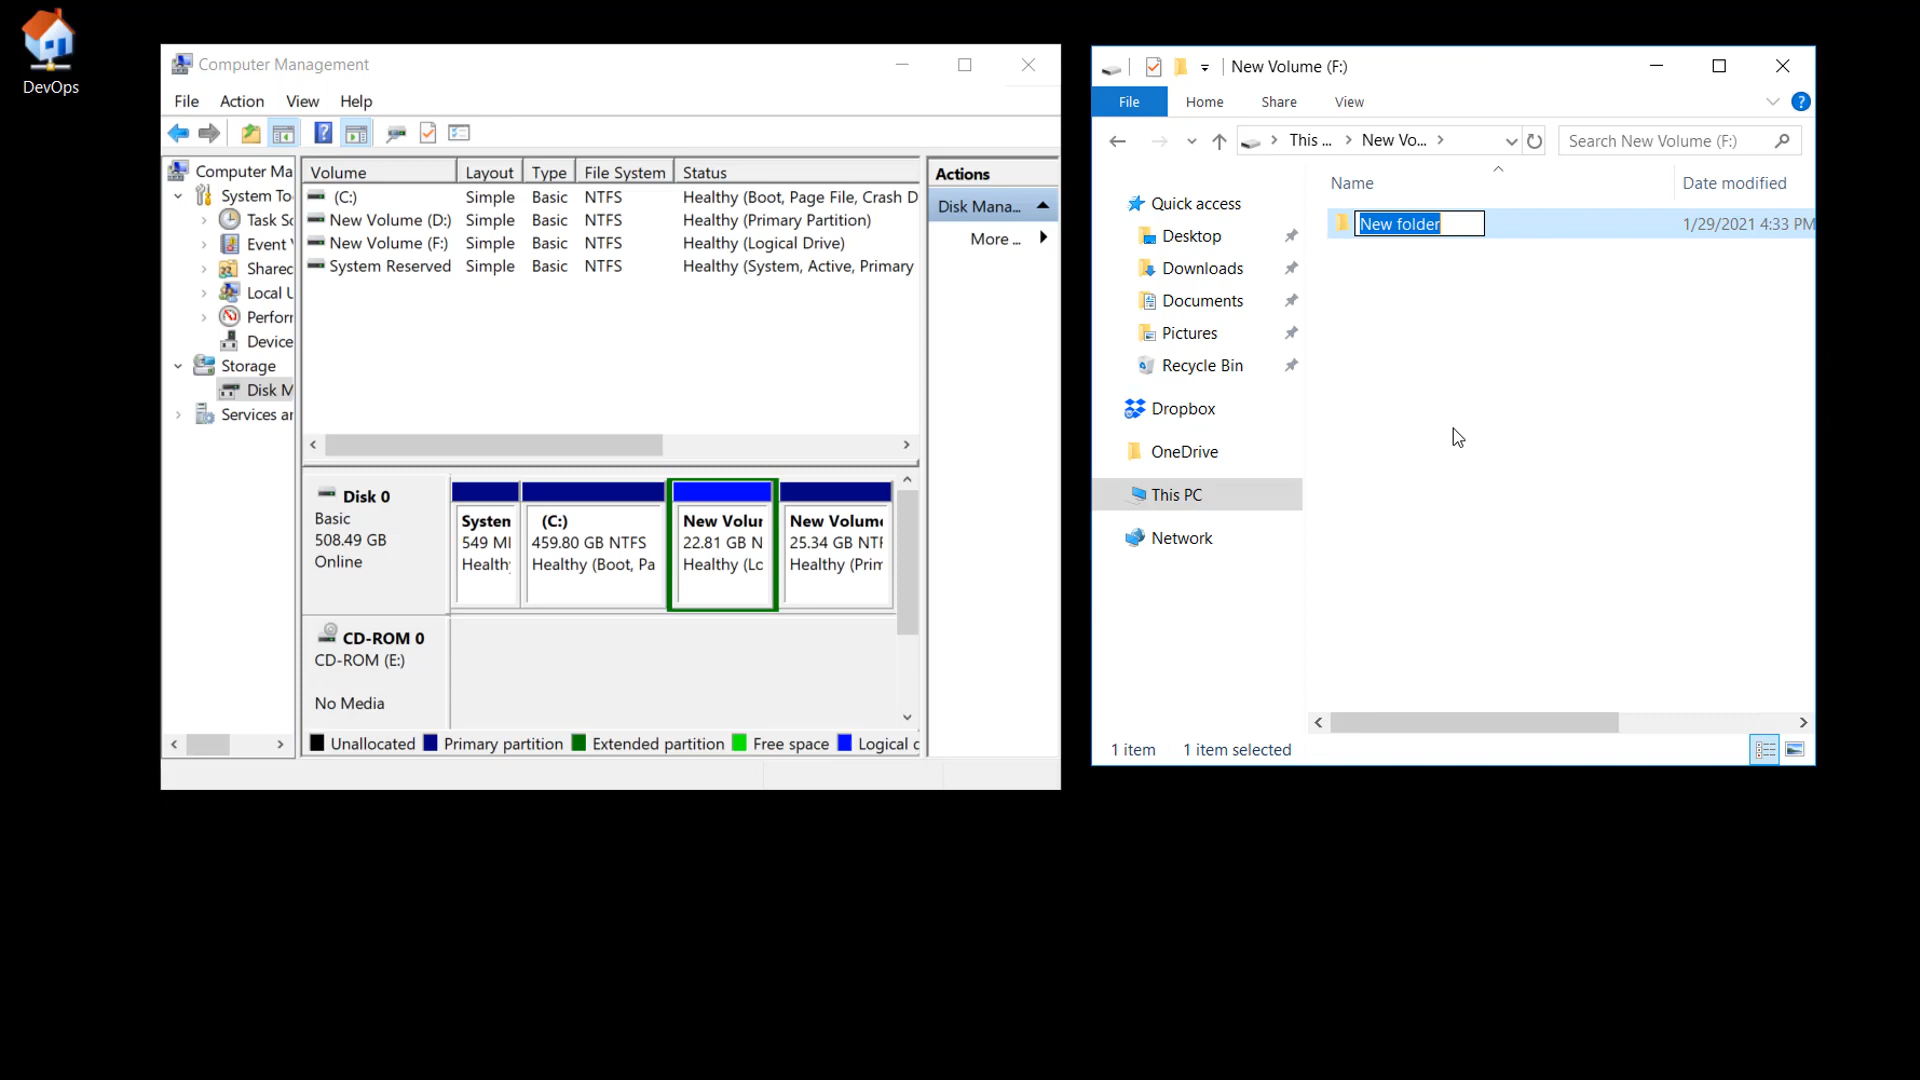 DevOps
Computer Management
File Action View Help
Computer Ma
System To
Task Sc
Event
Shared
Local U
Perfor
Device
Storage
Disk M
Services ar
Volume Layout Type File System Status
(C:) Simple Basic NTFS Healthy (Boot, Page File, Crash D
New Volume (D:) Simple Basic NTFS Healthy (Primary Partition)
New Volume (F:) Simple Basic NTFS Healthy (Logical Drive)
System Reserved Simple Basic NTFS Healthy (System, Active, Primary
Actions
Disk Mana...
More ...
Disk 0
Basic
508.49 GB
Online
System
549 MI
Healthy
(C:)
459.80 GB NTFS
Healthy (Boot, Pa
New Volur
22.81 GB N
Healthy (Lo
New Volume
25.34 GB NTF
Healthy (Prim
CD-ROM 0
CD-ROM (E:)
No Media
Unallocated Primary partition Extended partition Free space Logical d
New Volume (F:)
File Home Share View
This ... New Vo... Search New Volume (F:)
Quick access
Desktop
Downloads
Documents
Pictures
Recycle Bin
Dropbox
OneDrive
This PC
Network
Name Date modified
New folder 1/29/2021 4:33 PM
1 item 1 item selected